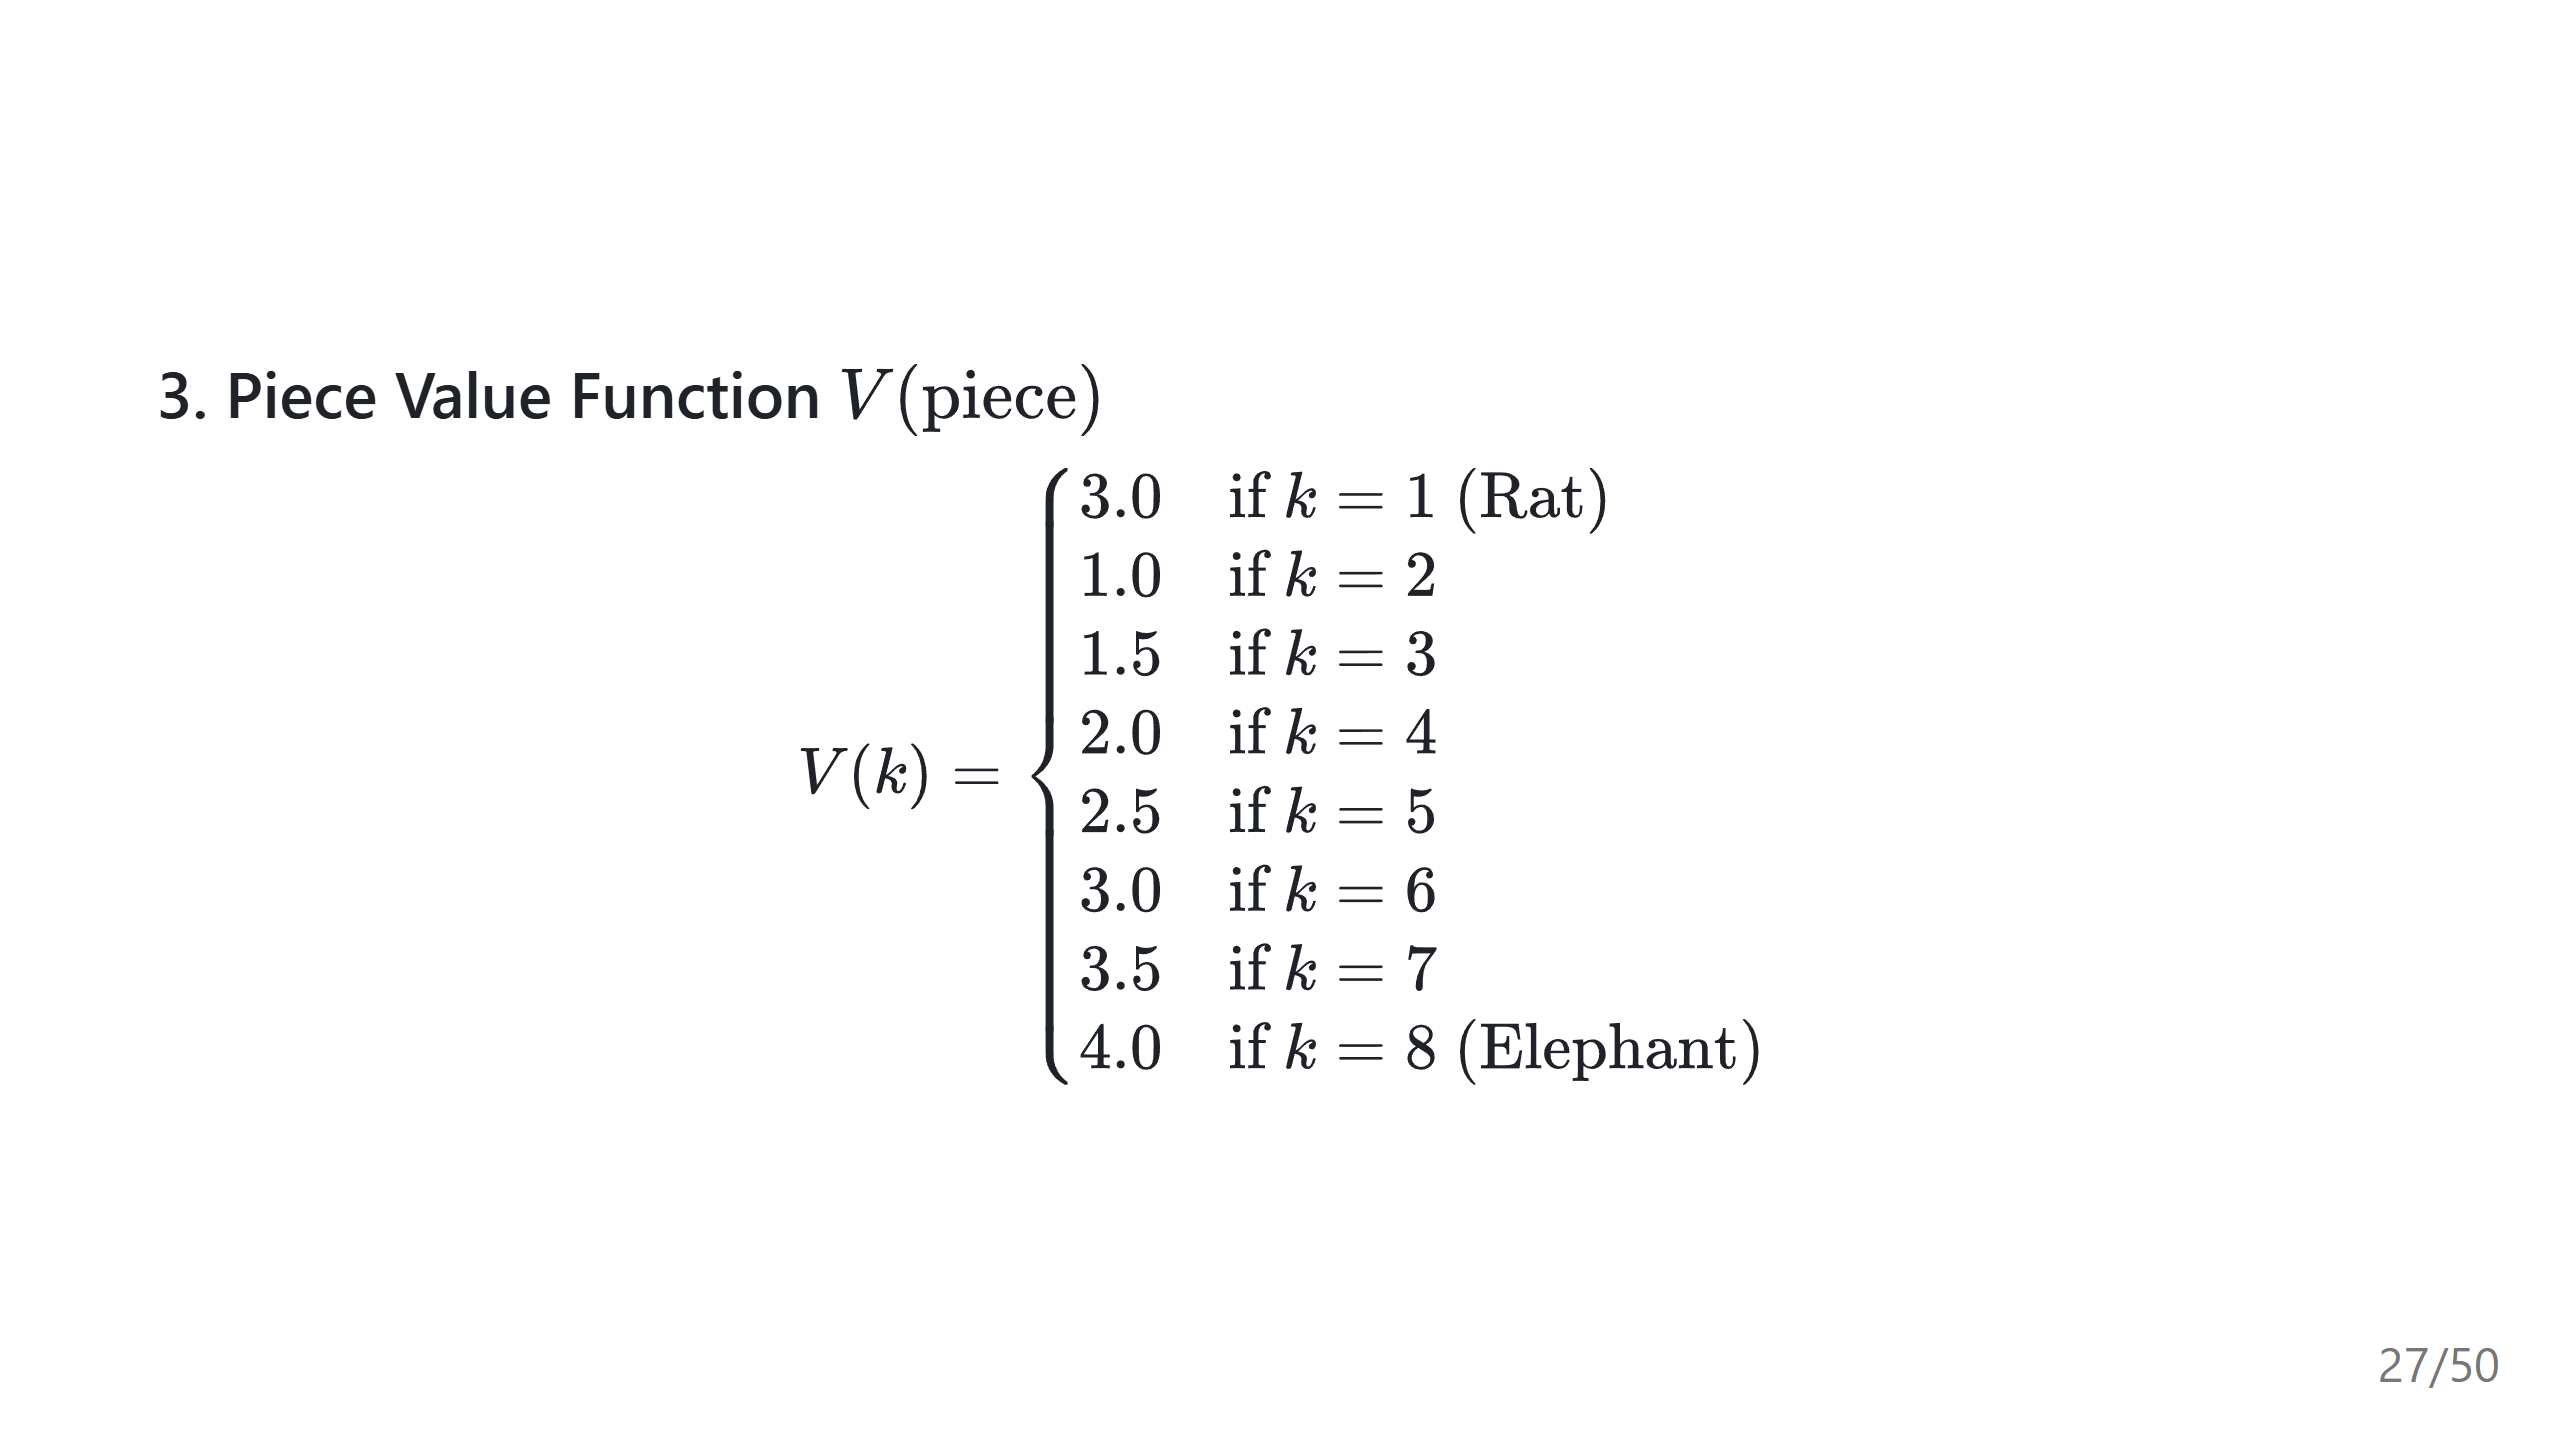 3. Piece Value Function V(piece)
3.0 if k = 1 (Rat)
1.0 if k = 2
1.5 if k = 3
2.0 if k = 4
V(k) =
2.5 if k = 5
3.0 if k = 6
3.5 if k = 7
4.0 if k = 8 (Elephant)
27/50